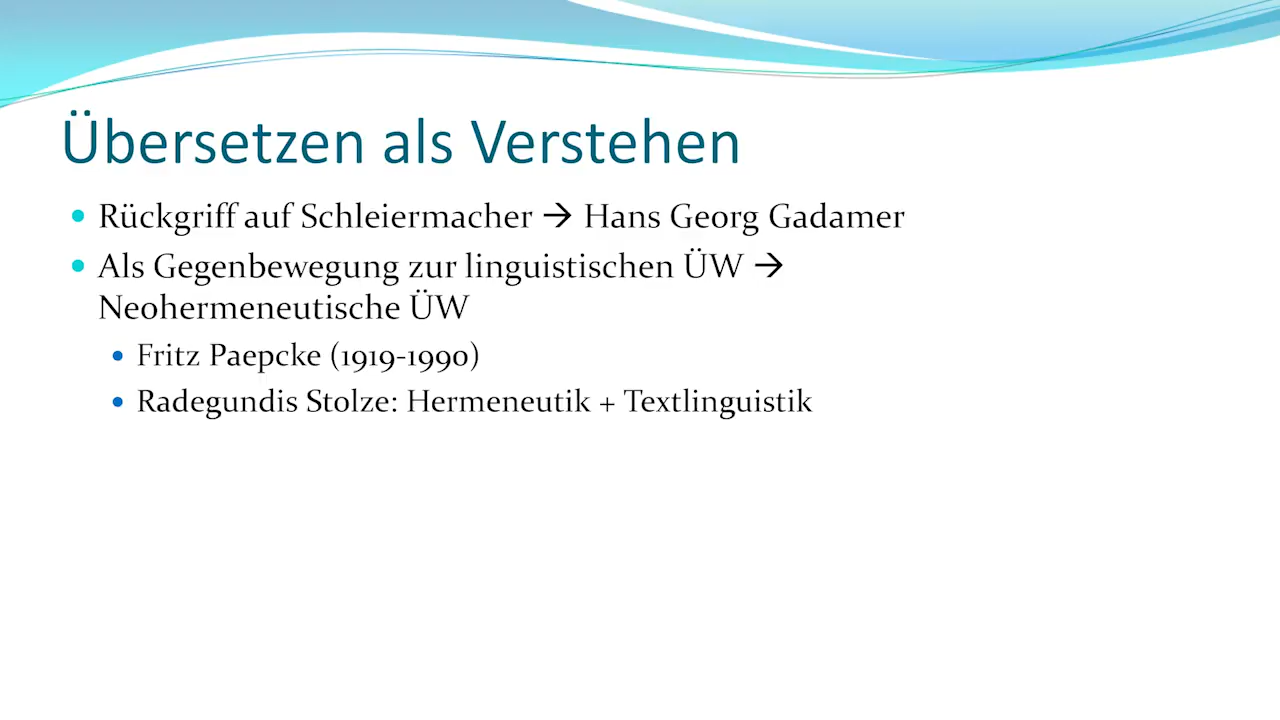 Übersetzen als Verstehen
• Rückgriff auf Schleiermacher → Hans Georg Gadamer
• Als Gegenbewegung zur linguistischen ÜW →
Neohermeneutische ÜW
• Fritz Paepcke (1919-1990)
• Radegundis Stolze: Hermeneutik + Textlinguistik